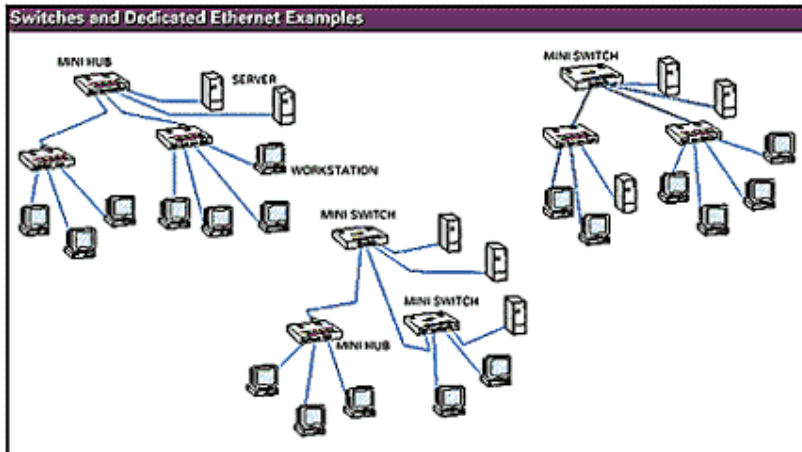 Switches and Dedicated Ethernet Examples
MINI HUB
SERVER
WORKSTATION
MINI SWITCH
MINI SWITCH
MINI SWITCH
MINI HUB